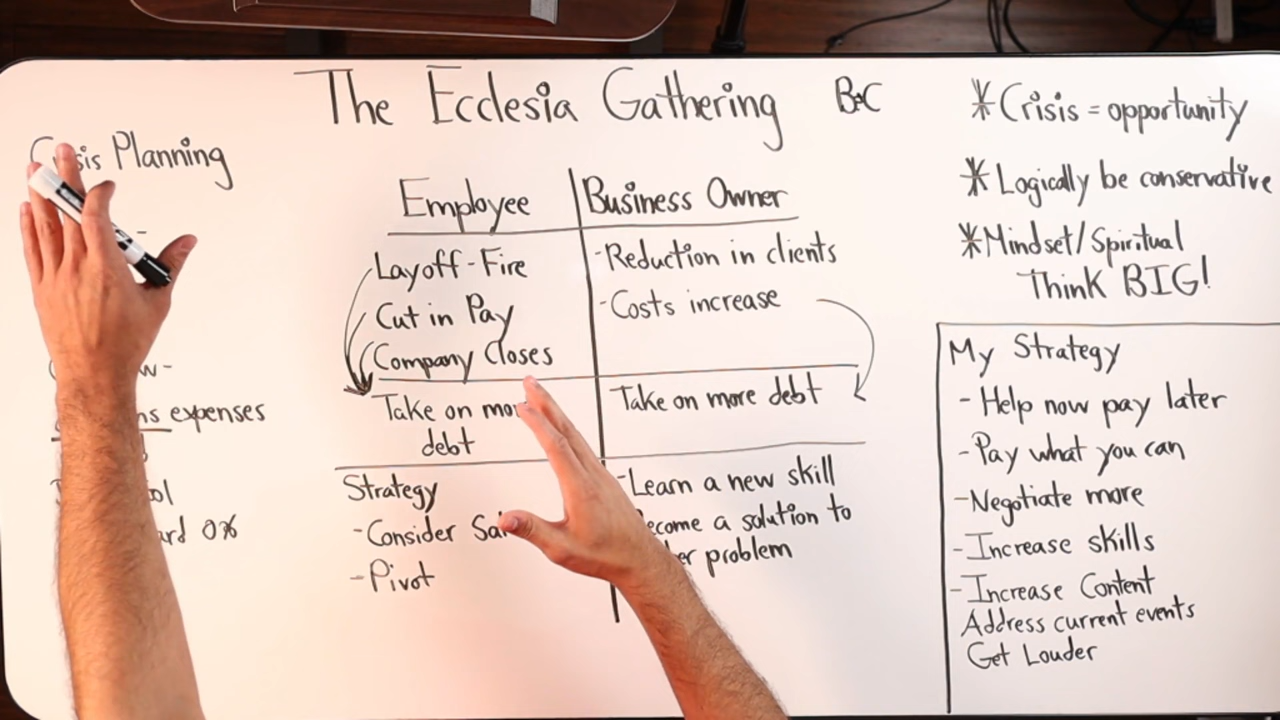 The Ecclesia Gathering B&C
Planning
expenses
0%
Employee
Layoff-Fire
Cut in Pay
Company Closes
Take on
debt
Strategy
-Consider
-Pivot
Business Owner
-Reduction in clients
-Costs increase
Take on more debt
-Learn a new skill
a solution to
problem
*Crisis = opportunity
*Logically be conservative
*Mindset/Spiritual
Think BIG!
My Strategy
-Help now pay later
-Pay what you can
-Negotiate more
-Increase skills
-Increase Content
Address current events
Get Louder